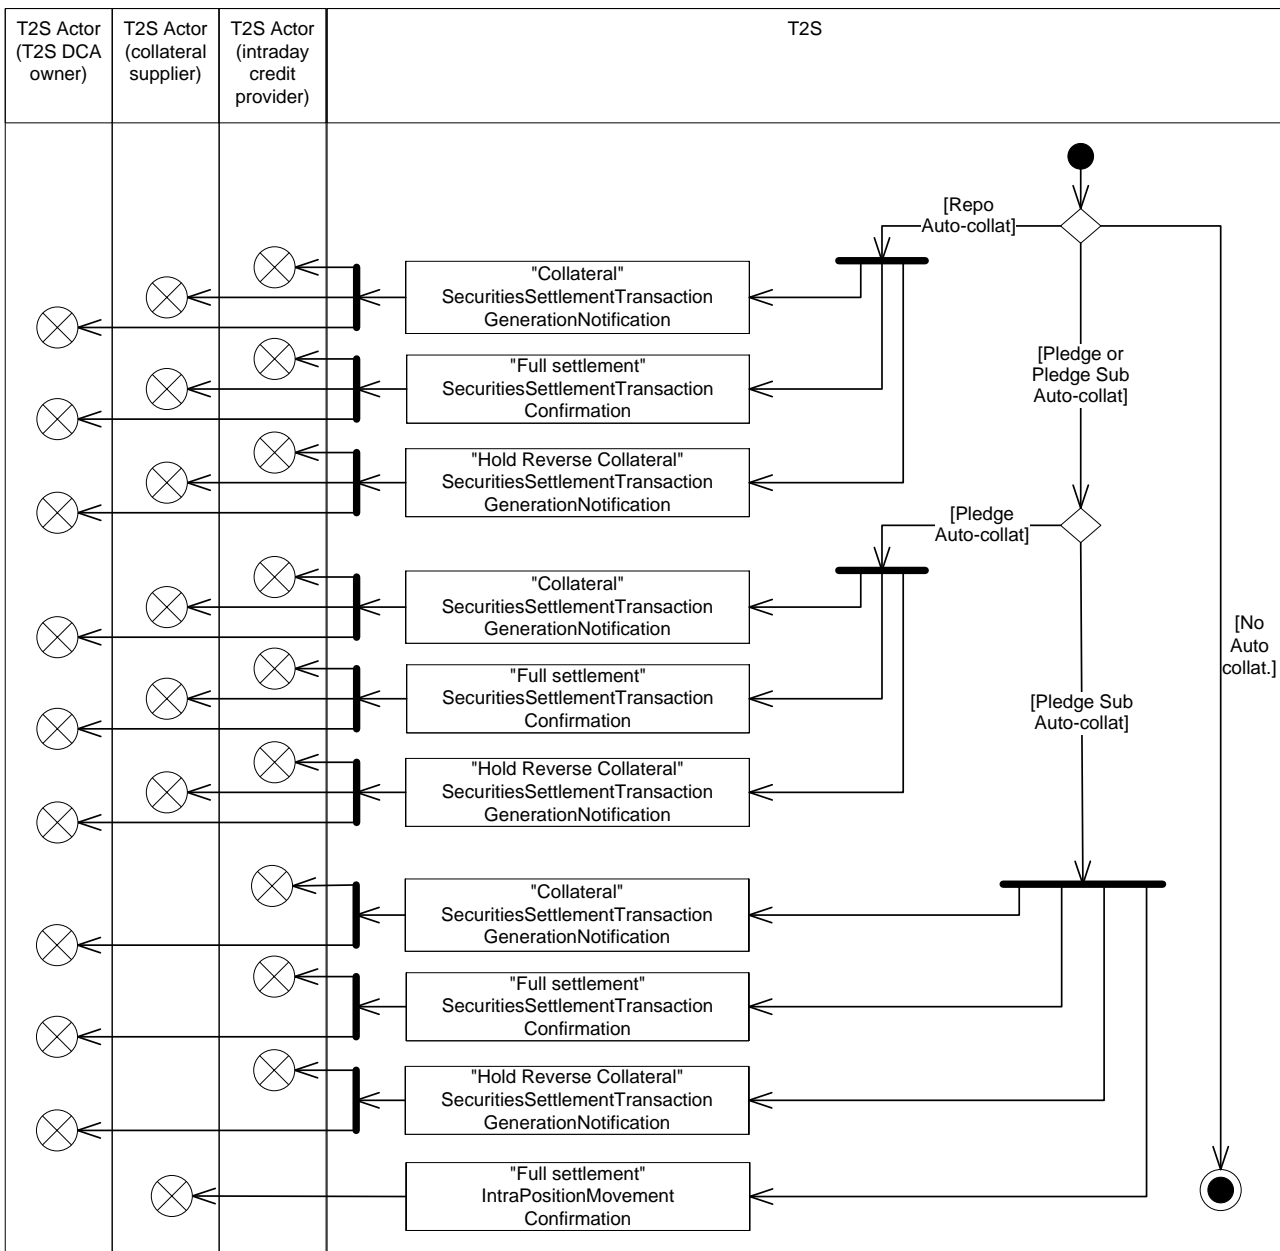 T2S Actor
(T2S DCA
owner)
T2S Actor
(collateral
supplier)
T2S Actor
(intraday
credit
provider)
T2S
[Repo
Auto-collat]
"Collateral"
SecuritiesSettlementTransaction
GenerationNotification
"Full settlement"
SecuritiesSettlementTransaction
Confirmation
[Pledge or
Pledge Sub
Auto-collat]
"Hold Reverse Collateral"
SecuritiesSettlementTransaction
GenerationNotification
[Pledge
Auto-collat]
"Collateral"
SecuritiesSettlementTransaction
GenerationNotification
[No
Auto
collat.]
"Full settlement"
SecuritiesSettlementTransaction
Confirmation
[Pledge Sub
Auto-collat]
"Hold Reverse Collateral"
SecuritiesSettlementTransaction
GenerationNotification
"Collateral"
SecuritiesSettlementTransaction
GenerationNotification
"Full settlement"
SecuritiesSettlementTransaction
Confirmation
"Hold Reverse Collateral"
SecuritiesSettlementTransaction
GenerationNotification
"Full settlement"
IntraPositionMovement
Confirmation